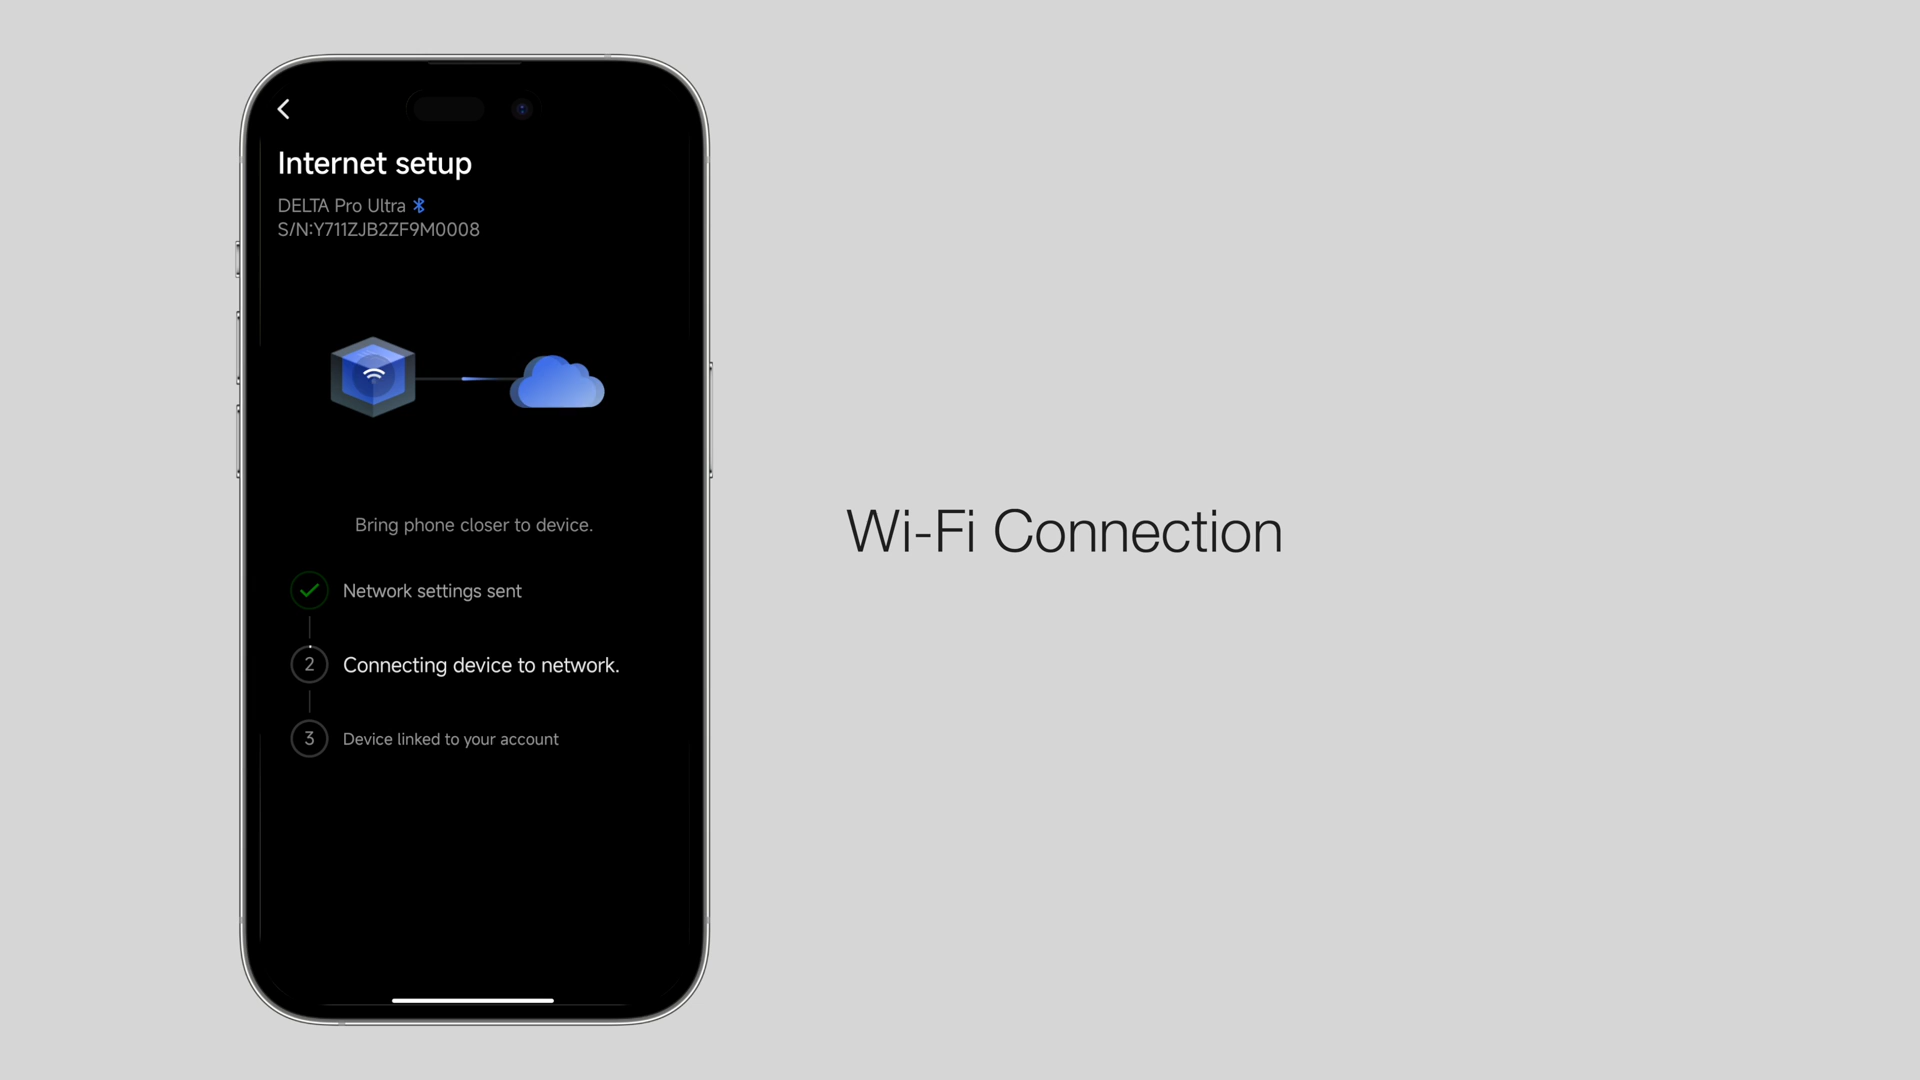 Internet setup
DELTA Pro Ultra
S/N:Y711ZJB2ZF9M0008
Bring phone closer to device.
Network settings sent
2 Connecting device to network.
3 Device linked to your account
Wi-Fi Connection